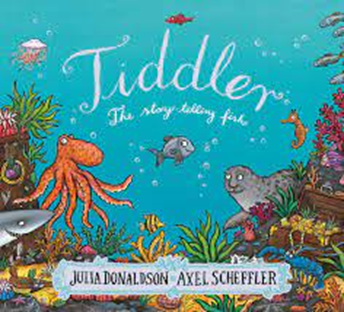 Tiddler
The story-telling fish
JULIA DONALDSON AXEL SCHEFFLER